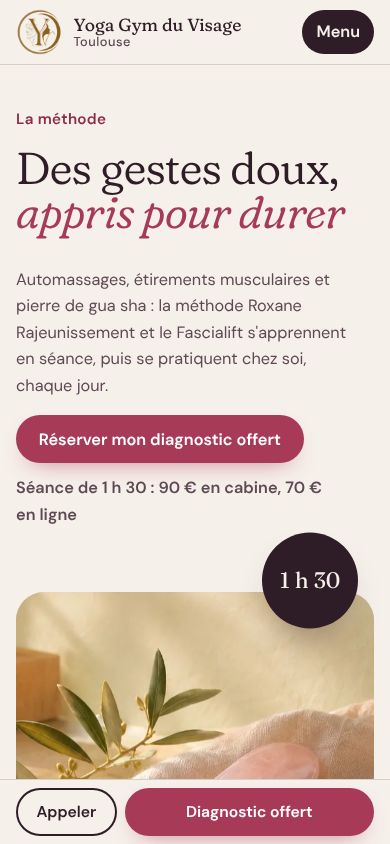 Yoga Gym du Visage
Toulouse
Menu
La méthode
Des gestes doux,
appris pour durer
Automassages, étirements musculaires et
pierre de gua sha : la méthode Roxane
Rajeunissement et le Fascialift s'apprennent
en séance, puis se pratiquent chez soi,
chaque jour.
Réserver mon diagnostic offert
Séance de 1 h 30 : 90 € en cabine, 70 €
en ligne
1 h 30
Appeler
Diagnostic offert